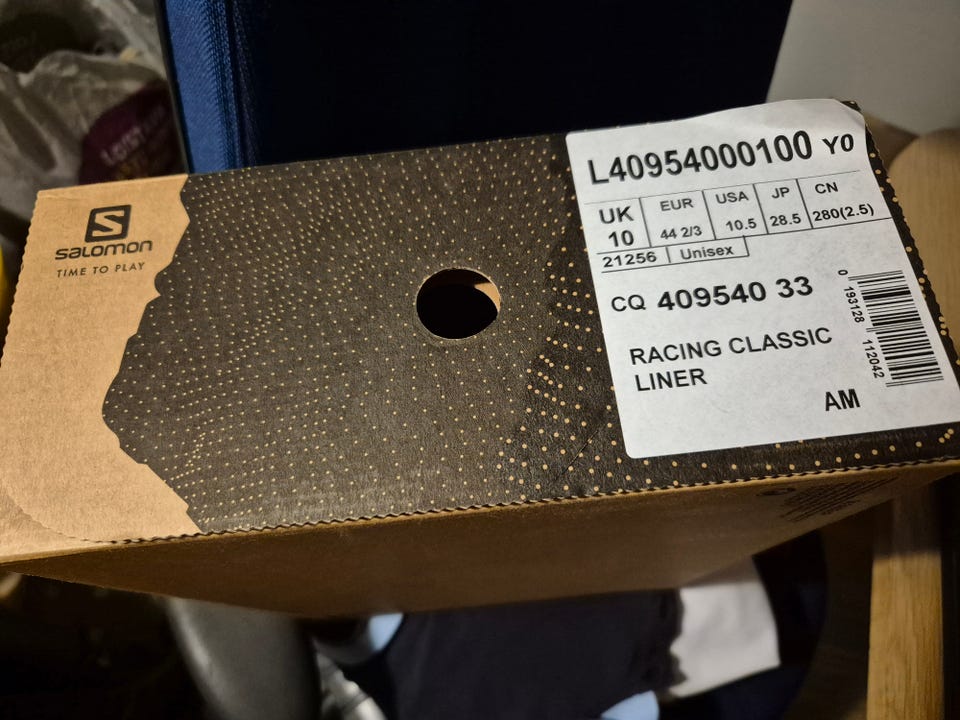 S
salomon
TIME TO PLAY
L40954000100 YO
UK EUR USA JP CN
10 44 2/3 10.5 28.5 280(2.5)
21256 Unisex
CQ 409540 33
RACING CLASSIC
LINER
AM
0 193128 112042